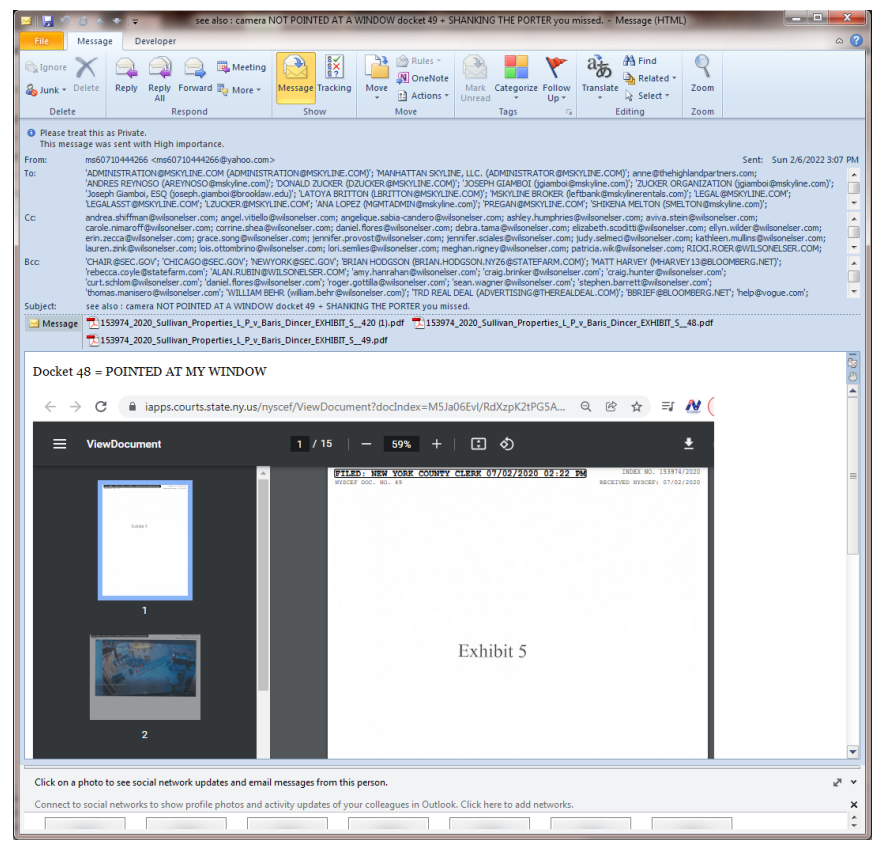 see also : camera NOT POINTED AT A WINDOW docket 49 + SHANKING THE PORTER you missed. - Message (HTML)
File Message Developer
Ignore Junk Delete
Reply Reply All Forward Meeting More
Message Tracking
Move Rules OneNote Actions
Mark Unread Categorize Follow Up
Translate Find Related Select
Zoom
Delete Respond Show Move Tags Editing Zoom
Please treat this as Private.
This message was sent with High importance.
From: ms60710444266 <ms60710444266@yahoo.com> Sent: Sun 2/6/2022 3:07 PM
To: 'ADMINISTRATION@MSKYLINE.COM (ADMINISTRATION@MSKYLINE.COM)'; 'MANHATTAN SKYLINE, LLC. (ADMINISTRATOR@MSKYLINE.COM)'; anne@thehighlandpartners.com;
'ANDRES REYNOSO (AREYNOSO@mskyline.com)'; 'DONALD ZUCKER (DZUCKER@MSKYLINE.COM)'; 'JOSEPH GIAMBOI (jgiamboi@mskyline.com)'; 'ZUCKER ORGANIZATION (jgiamboi@mskyline.com)';
'Joseph Giamboi, ESQ (joseph.giamboi@brooklaw.edu)'; 'LATOYA BRITTON (LBRITTON@MSKYLINE.COM)'; 'MSKYLINE BROKER (leftbank@mskylinerentals.com)'; 'LEGAL@MSKYLINE.COM';
'LEGALASST@MSKYLINE.COM'; 'LZUCKER@MSKYLINE.COM'; 'ANA LOPEZ (MGMTADMIN@mskyline.com)'; 'PREGAN@MSKYLINE.COM'; 'SHIKENA MELTON (SMELTON@mskyline.com)';
Cc: andrea.shiffman@wilsonelser.com; angel.vitiello@wilsonelser.com; angelique.sabia-candero@wilsonelser.com; ashley.humphries@wilsonelser.com; aviva.stein@wilsonelser.com;
carole.nimaroff@wilsonelser.com; corrine.shea@wilsonelser.com; daniel.flores@wilsonelser.com; debra.tama@wilsonelser.com; elizabeth.scoditti@wilsonelser.com; ellyn.wilder@wilsonelser.com;
erin.zecca@wilsonelser.com; grace.song@wilsonelser.com; jennifer.provost@wilsonelser.com; jennifer.sciales@wilsonelser.com; judy.selmeci@wilsonelser.com; kathleen.mullins@wilsonelser.com;
lauren.zink@wilsonelser.com; lois.ottombrino@wilsonelser.com; lori.semlies@wilsonelser.com; meghan.rigney@wilsonelser.com; patricia.wik@wilsonelser.com; RICKI.ROER@WILSONELSER.COM;
Bcc: 'CHAIR@SEC.GOV'; 'CHICAGO@SEC.GOV'; 'NEWYORK@SEC.GOV'; 'BRIAN HODGSON (BRIAN.HODGSON.NYZ6@STATEFARM.COM)'; 'MATT HARVEY (MHARVEY13@BLOOMBERG.NET)';
'rebecca.coyle@statefarm.com'; 'ALAN.RUBIN@WILSONELSER.COM'; 'amy.hanrahan@wilsonelser.com'; 'craig.brinker@wilsonelser.com'; 'craig.hunter@wilsonelser.com';
'curt.schlom@wilsonelser.com'; 'daniel.flores@wilsonelser.com'; 'roger.gottilla@wilsonelser.com'; 'sean.wagner@wilsonelser.com'; 'stephen.barrett@wilsonelser.com';
'thomas.manisero@wilsonelser.com'; 'WILLIAM BEHR (william.behr@wilsonelser.com)'; 'TRD REAL DEAL (ADVERTISING@THEREALDEAL.COM)'; 'BBRIEF@BLOOMBERG.NET'; 'help@vogue.com';
Subject: see also : camera NOT POINTED AT A WINDOW docket 49 + SHANKING THE PORTER you missed.
Message 153974_2020_Sullivan_Properties_L_P_v_Baris_Dincer_EXHIBIT_S__420 (1).pdf 153974_2020_Sullivan_Properties_L_P_v_Baris_Dincer_EXHIBIT_S__48.pdf
153974_2020_Sullivan_Properties_L_P_v_Baris_Dincer_EXHIBIT_S__49.pdf
Docket 48 = POINTED AT MY WINDOW
iapps.courts.state.ny.us/nyscef/ViewDocument?docIndex=M5Ja06EvI/RdXzpK2tPG5A...
ViewDocument 1 / 15 59%
FILED: NEW YORK COUNTY CLERK 07/02/2020 02:22 PM INDEX NO. 153974/2020
NYSCEF DOC. NO. 49 RECEIVED NYSCEF: 07/02/2020
Exhibit 5
1
Exhibit 5
2
Click on a photo to see social network updates and email messages from this person.
Connect to social networks to show profile photos and activity updates of your colleagues in Outlook. Click here to add networks.